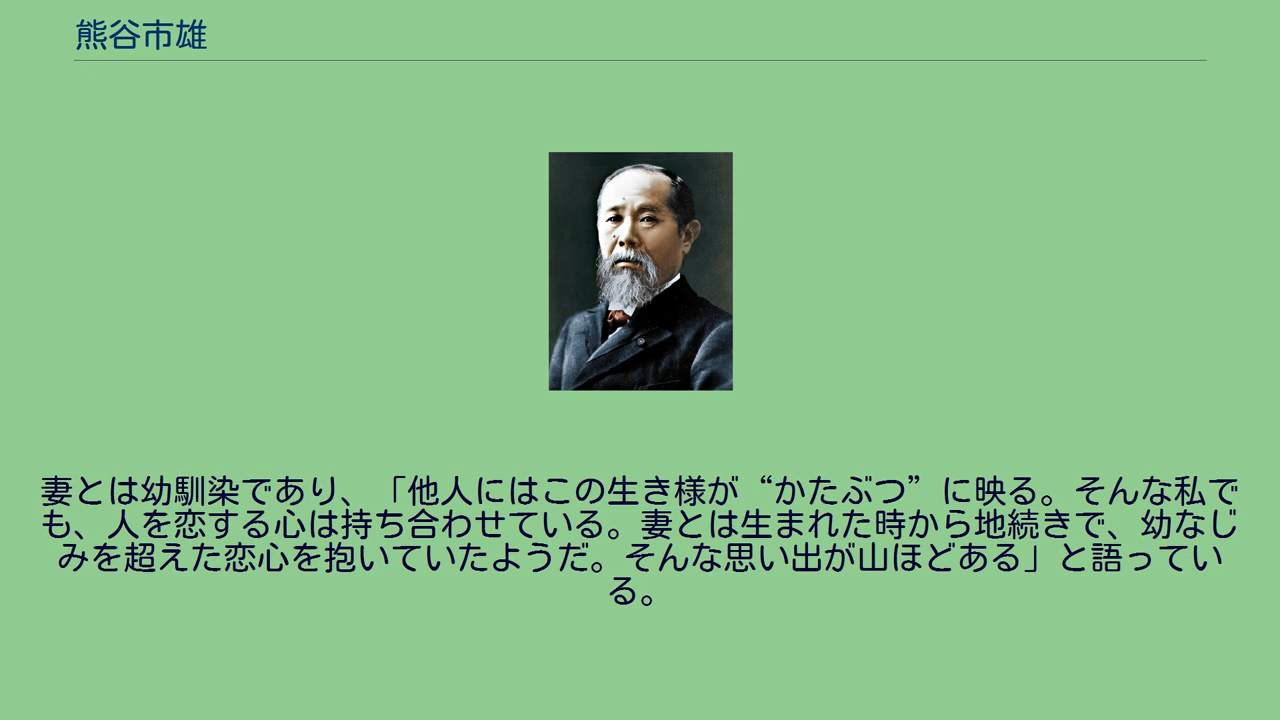 熊谷市雄
妻とは幼馴染であり、「他人にはこの生き様が“かたぶつ”に映る。そんな私で
も、人を恋する心は持ち合わせている。妻とは生まれた時から地続きで、幼なじ
みを超えた恋心を抱いていたようだ。そんな思い出が山ほどある」と語ってい
る。